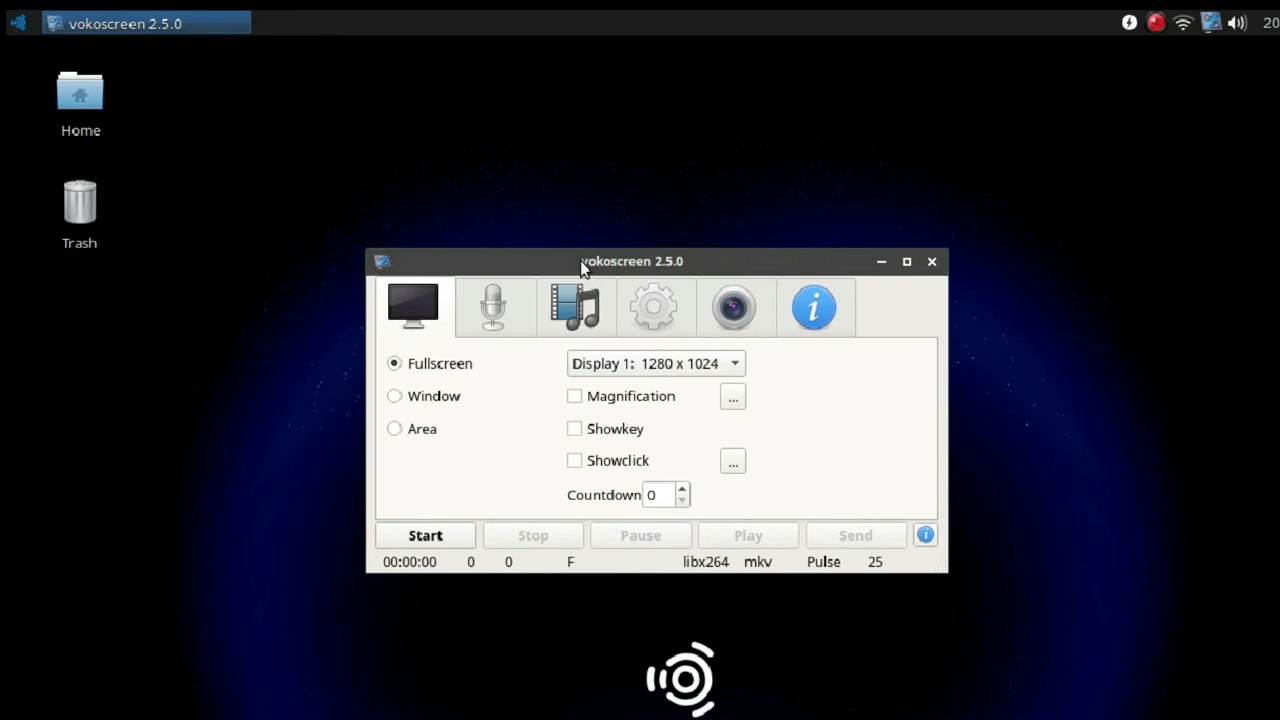 vokoscreen 2.5.0
20
Home
Trash
vokoscreen 2.5.0
Fullscreen
Display 1: 1280 x 1024
Window
Magnification
...
Area
Showkey
Showclick
...
Countdown 0
Start
Stop
Pause
Play
Send
00:00:00
0
0
F
libx264
mkv
Pulse
25